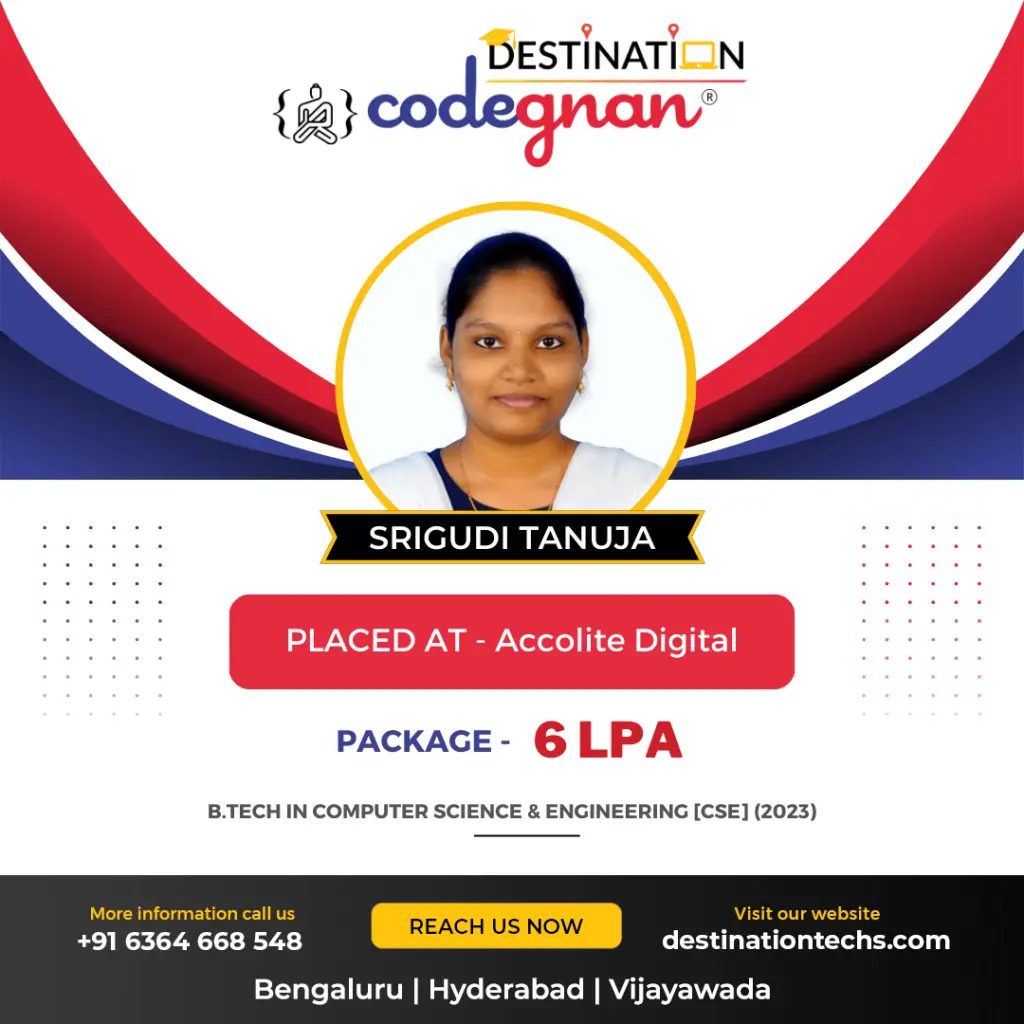 DESTINATION
codegnan®
SRIGUDI TANUJA
PLACED AT - Accolite Digital
PACKAGE - 6 LPA
B.TECH IN COMPUTER SCIENCE & ENGINEERING [CSE] (2023)
More information call us
+91 6364 668 548
REACH US NOW
Visit our website
destinationtechs.com
Bengaluru | Hyderabad | Vijayawada